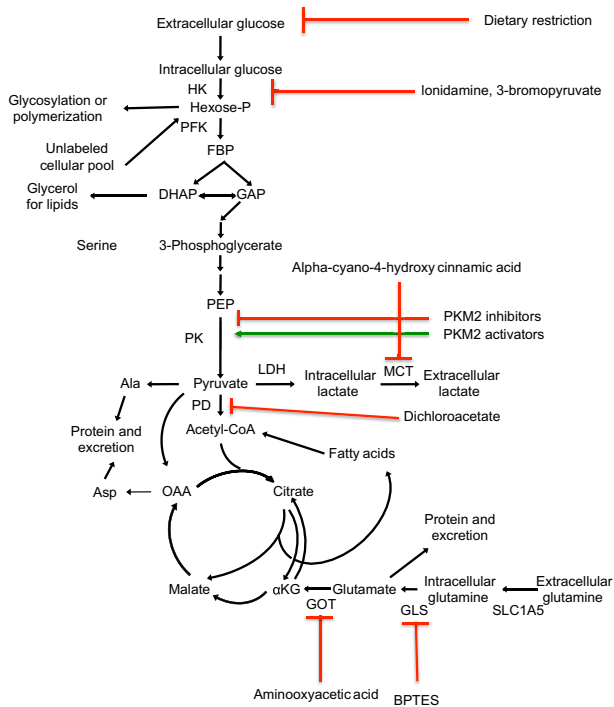 Extracellular glucose
Dietary restriction
Intracellular glucose
HK
Ionidamine, 3-bromopyruvate
Glycosylation or
polymerization
Hexose-P
PFK
Unlabeled
cellular pool
FBP
Glycerol
for lipids
DHAP
GAP
Serine
3-Phosphoglycerate
Alpha-cyano-4-hydroxy cinnamic acid
PEP
PKM2 inhibitors
PKM2 activators
PK
LDH
MCT
Ala
Pyruvate
Intracellular
lactate
Extracellular
lactate
PD
Dichloroacetate
Protein and
excretion
Acetyl-CoA
Fatty acids
Asp
OAA
Citrate
Protein and
excretion
Malate
αKG
Glutamate
Intracellular
glutamine
Extracellular
glutamine
GOT
GLS
SLC1A5
Aminooxyacetic acid
BPTES